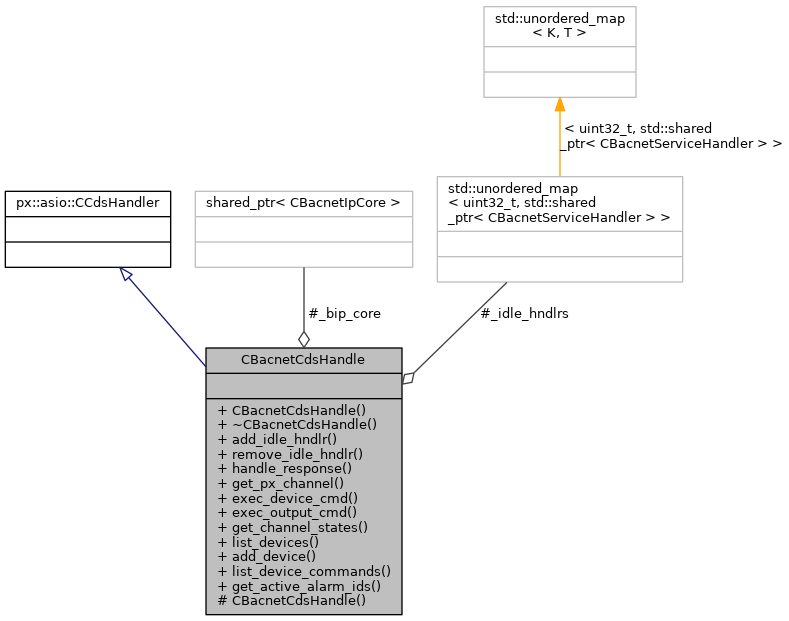 std::unordered_map
< K, T >
< uint32_t, std::shared
_ptr< CBacnetServiceHandler > >
px::asio::CCdsHandler
shared_ptr< CBacnetIpCore >
std::unordered_map
< uint32_t, std::shared
_ptr< CBacnetServiceHandler > >
#_bip_core
#_idle_hndlrs
CBacnetCdsHandle
+ CBacnetCdsHandle()
+ ~CBacnetCdsHandle()
+ add_idle_hndlr()
+ remove_idle_hndlr()
+ handle_response()
+ get_px_channel()
+ exec_device_cmd()
+ exec_output_cmd()
+ get_channel_states()
+ list_devices()
+ add_device()
+ list_device_commands()
+ get_active_alarm_ids()
# CBacnetCdsHandle()